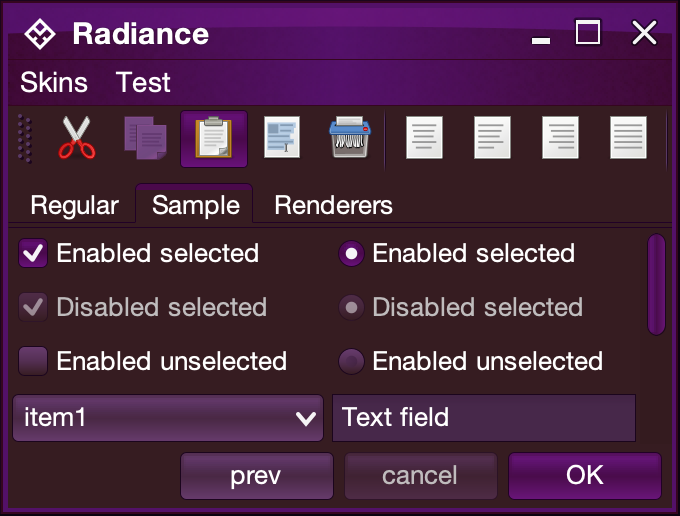 Radiance
Skins Test
Regular Sample Renderers
Enabled selected Enabled selected
Disabled selected Disabled selected
Enabled unselected Enabled unselected
item1 Text field
prev cancel OK